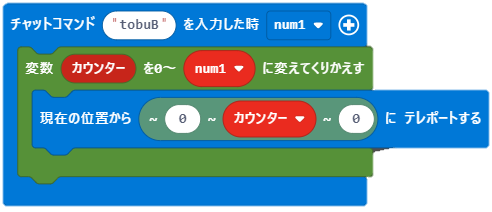 チャットコマンド "tobuB" を入力した時 num1
変数 カウンター を0～ num1 に変えてくりかえす
現在の位置から ~ 0 ~ カウンター ~ 0 に テレポートする